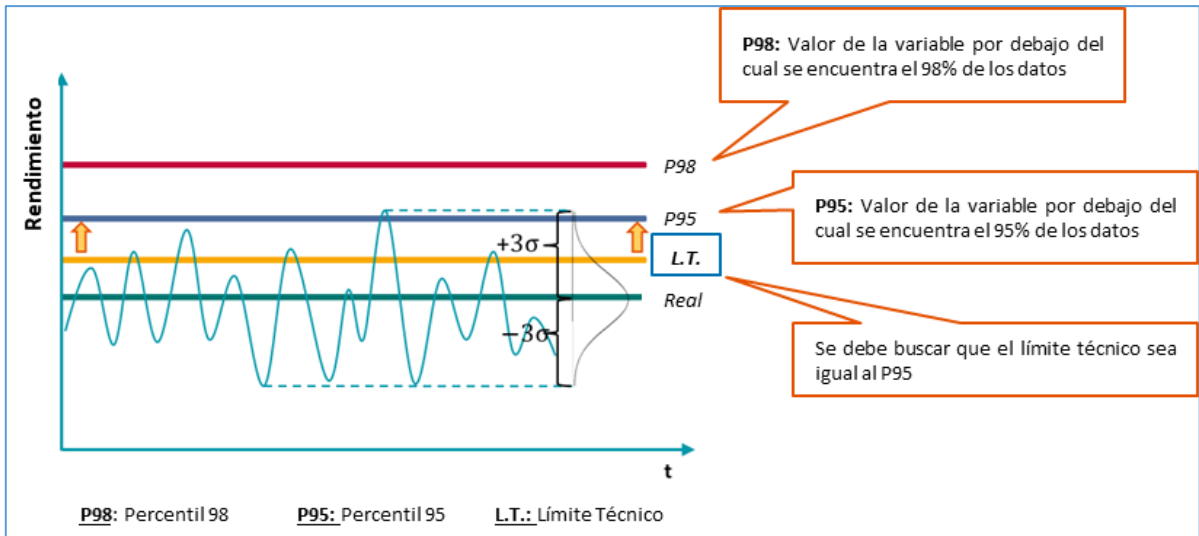 P98: Valor de la variable por debajo del
cual se encuentra el 98% de los datos
Rendimiento
P98
P95
P95: Valor de la variable por debajo del
cual se encuentra el 95% de los datos
+3σ
L.T.
Real
−3σ
Se debe buscar que el límite técnico sea
igual al P95
t
P98: Percentil 98 P95: Percentil 95 L.T.: Límite Técnico